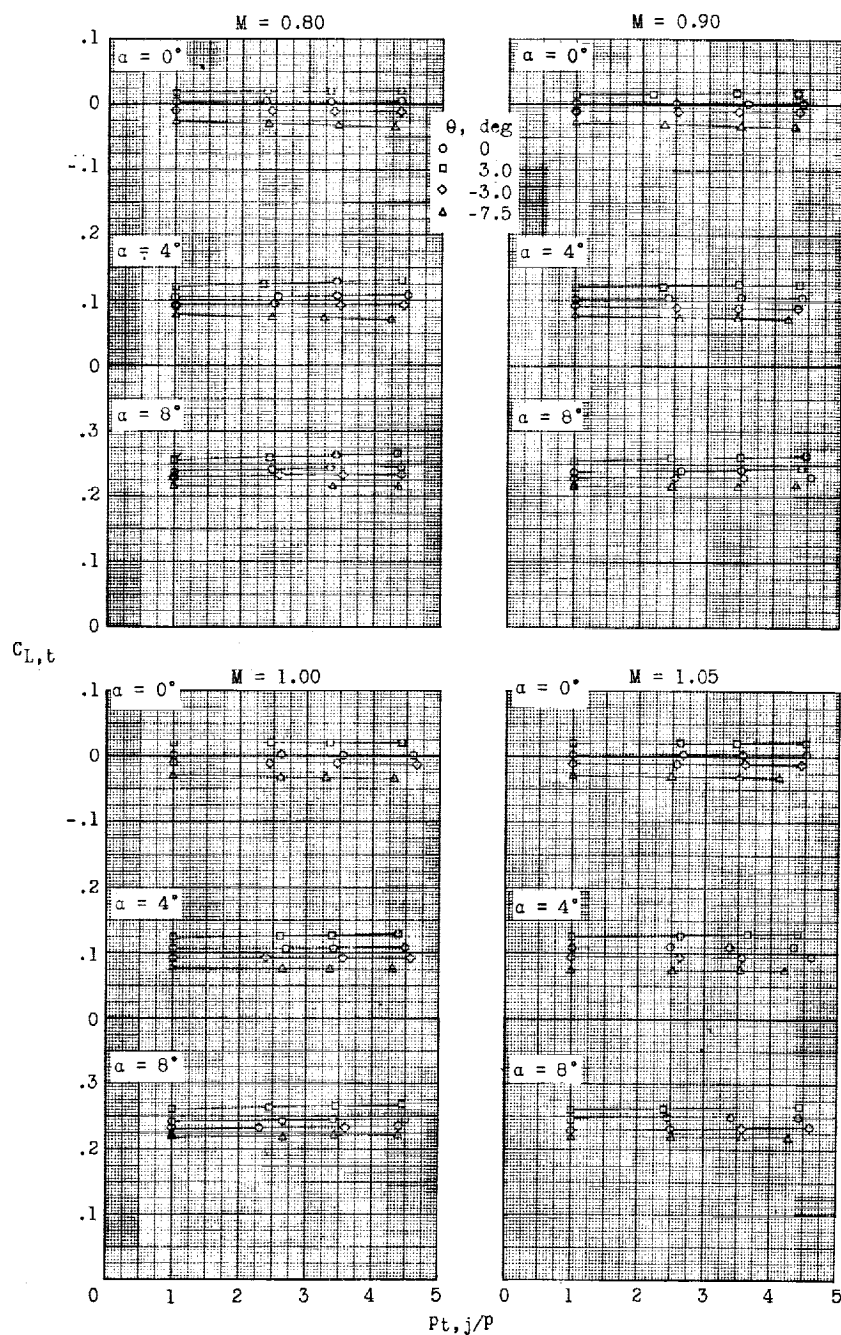 M = 0.80
M = 0.90
.1
α = 0°
0
-.1
.2
α = 4°
.1
0
α = 8°
.3
.2
.1
0
α = 0°
α = 4°
α = 8°
θ, deg
0
3.0
-3.0
-7.5
C_L,t
M = 1.00
M = 1.05
.1
α = 0°
0
-.1
.2
α = 4°
.1
0
α = 8°
.3
.2
.1
0 1 2 3 4 5
α = 0°
α = 4°
α = 8°
0 1 2 3 4 5
p_t,j/p